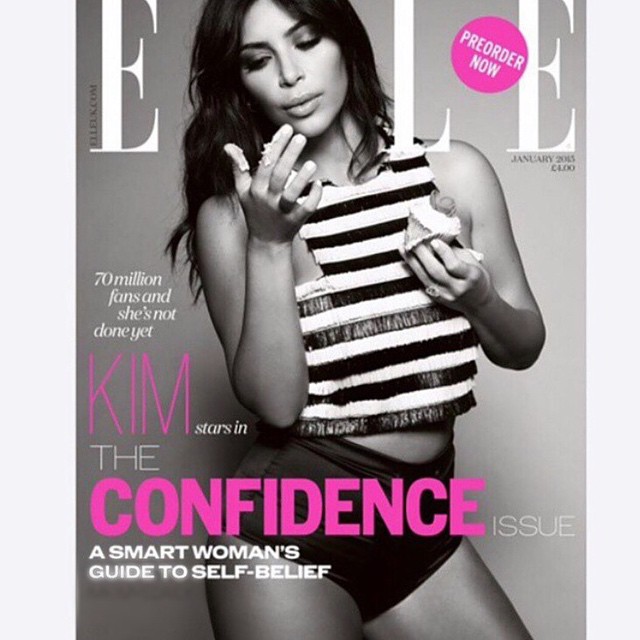 ELLE
ELLEUK.COM
PREORDER
NOW
JANUARY 2015
£4.00
70 million
fans and
she's not
done yet
KIM stars in
THE
CONFIDENCE ISSUE
A SMART WOMAN'S
GUIDE TO SELF-BELIEF